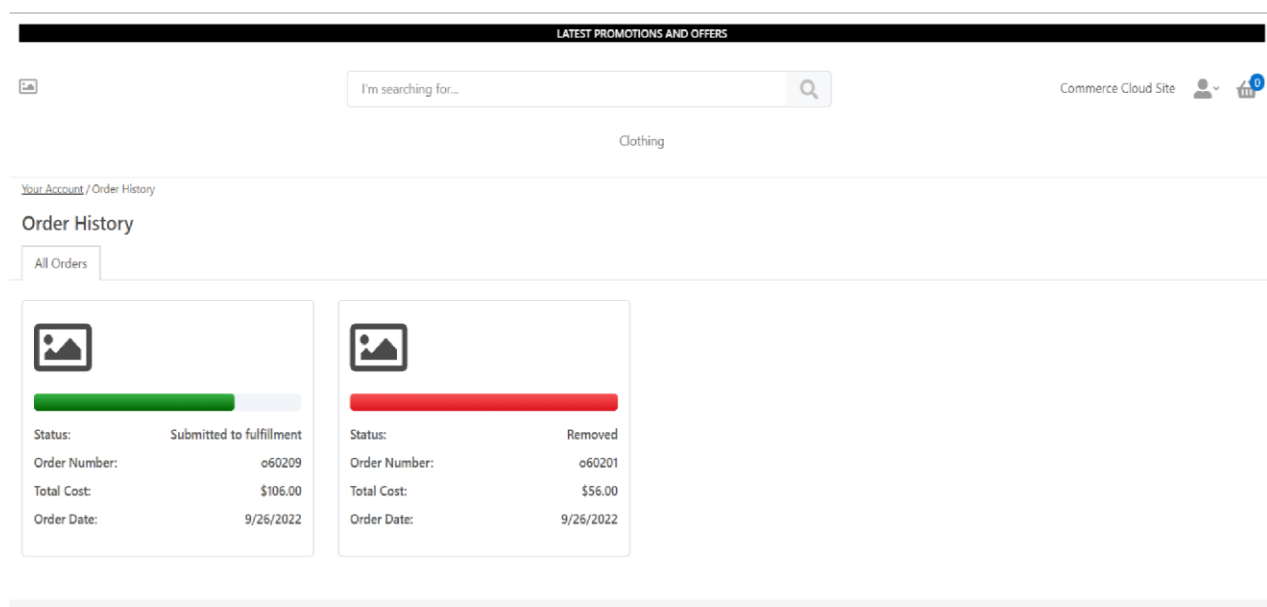 LATEST PROMOTIONS AND OFFERS
I'm searching for...
Commerce Cloud Site
0
Clothing
Your Account / Order History
Order History
All Orders
Status: Submitted to fulfillment
Order Number: o60209
Total Cost: $106.00
Order Date: 9/26/2022
Status: Removed
Order Number: o60201
Total Cost: $56.00
Order Date: 9/26/2022